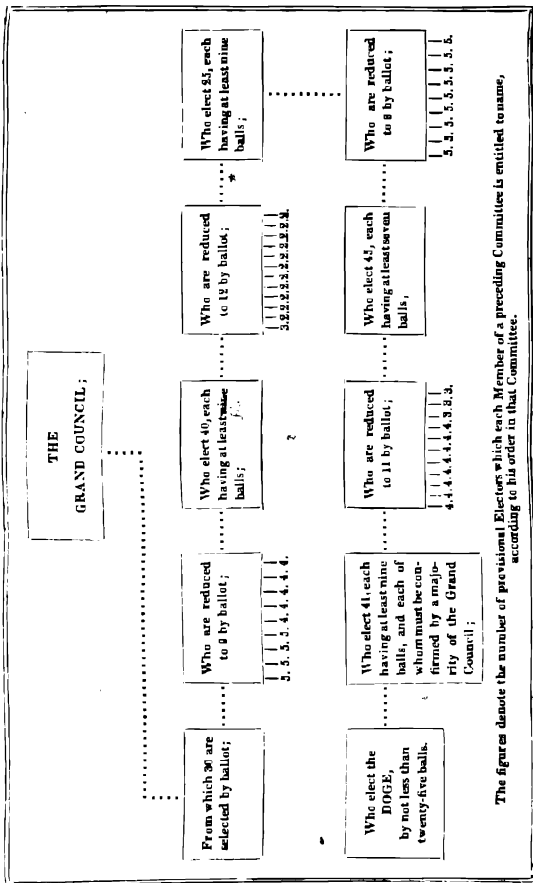 THE
GRAND COUNCIL;
From which 30 are
selected by ballot;
Who are reduced
to 9 by ballot;
5. 5. 5. 5. 4. 4. 4. 4. 4.
Who elect 40, each
having at least nine
balls;
Who are reduced
to 12 by ballot;
3.2.2.2.2.2.2.2.2.2.2.2.
*
Who elect 25, each
having at least nine
balls;
Who are reduced
to 9 by ballot;
5. 5. 5. 5. 5. 5. 5. 5. 5.
Who elect 45, each
having at least seven
balls,
Who are reduced
to 11 by ballot;
4.4.4.4.4.4.4.4.3.3.3.
Who elect 41, each
having at least nine
balls, and each of
whom must be con-
firmed by a majo-
rity of the Grand
Council;
Who elect the
DOGE,
by not less than
twenty-five balls.
The figures denote the number of provisional Electors which each Member of a preceding Committee is entitled to name,
according to his order in that Committee.